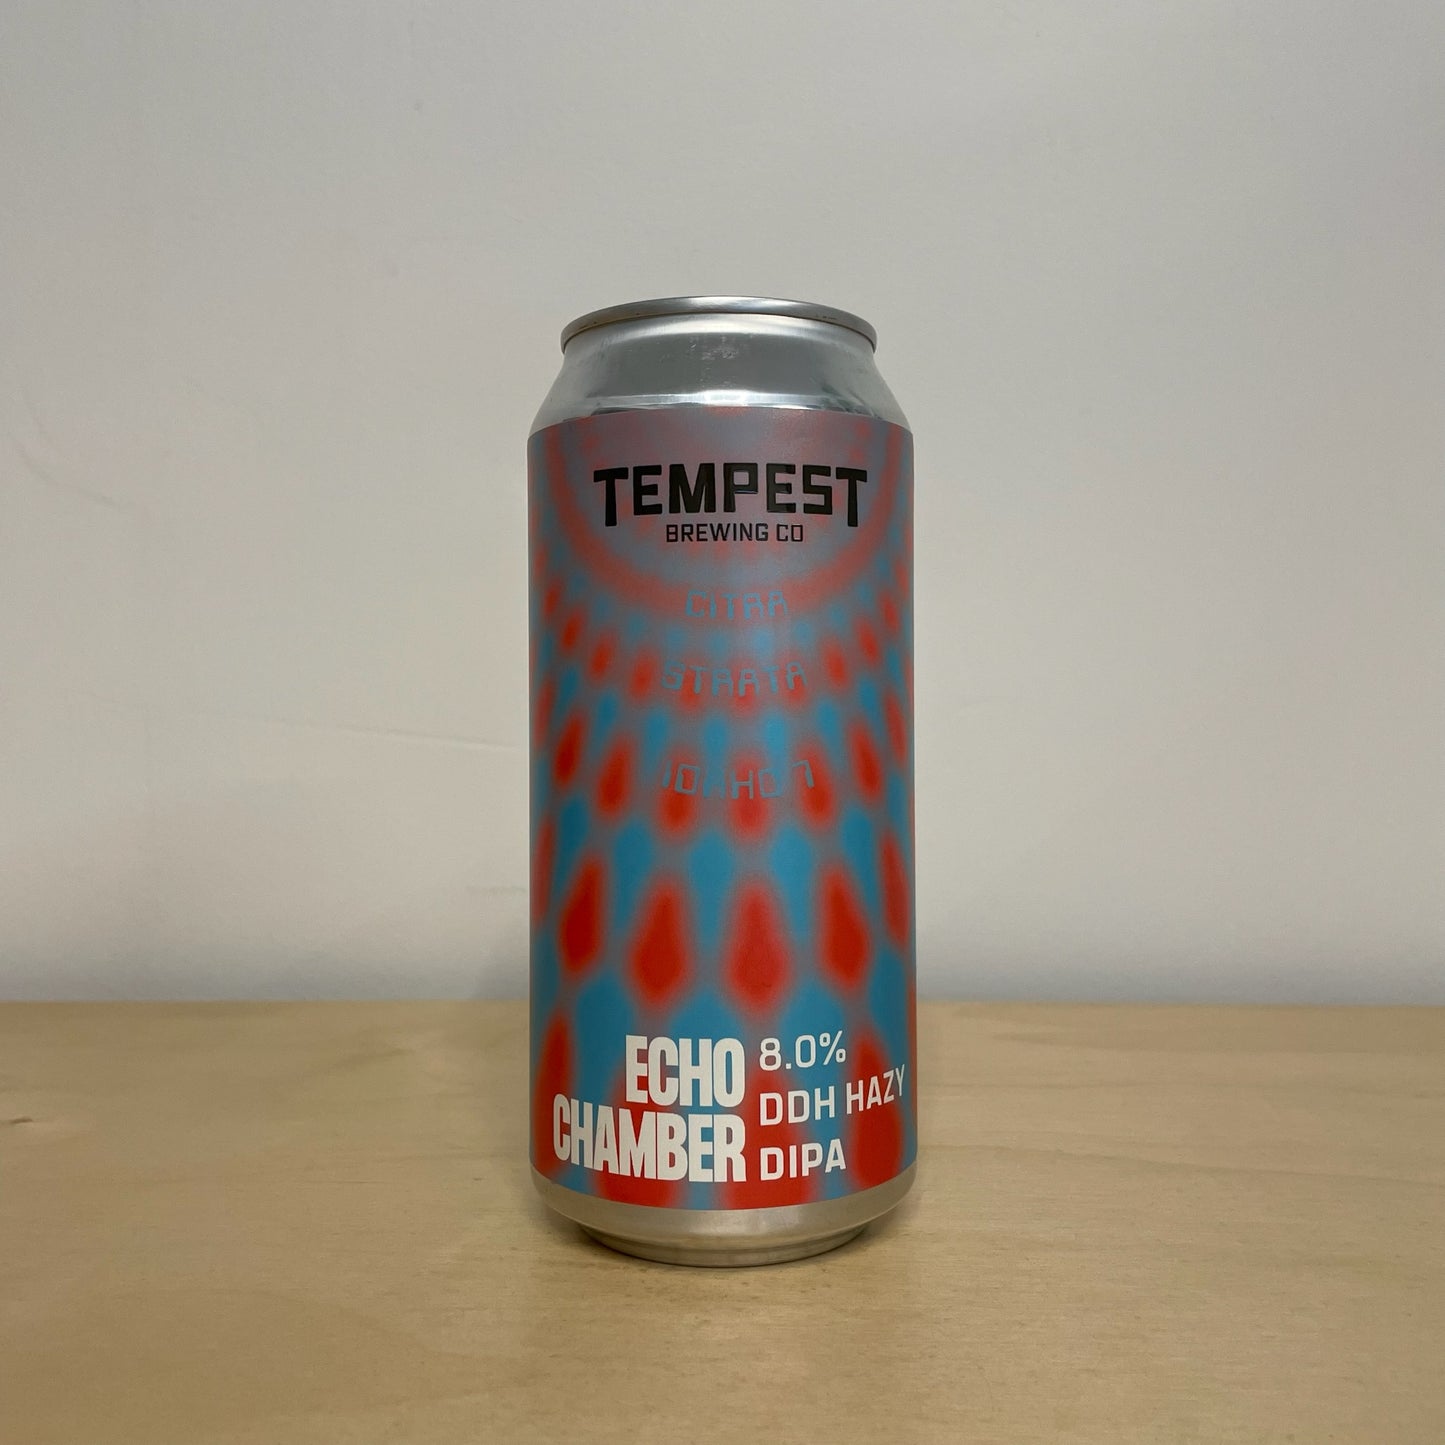 TEMPEST
BREWING CO
CITRA
STRATA
IDAHO 7
ECHO
CHAMBER
8.0%
DDH HAZY
DIPA